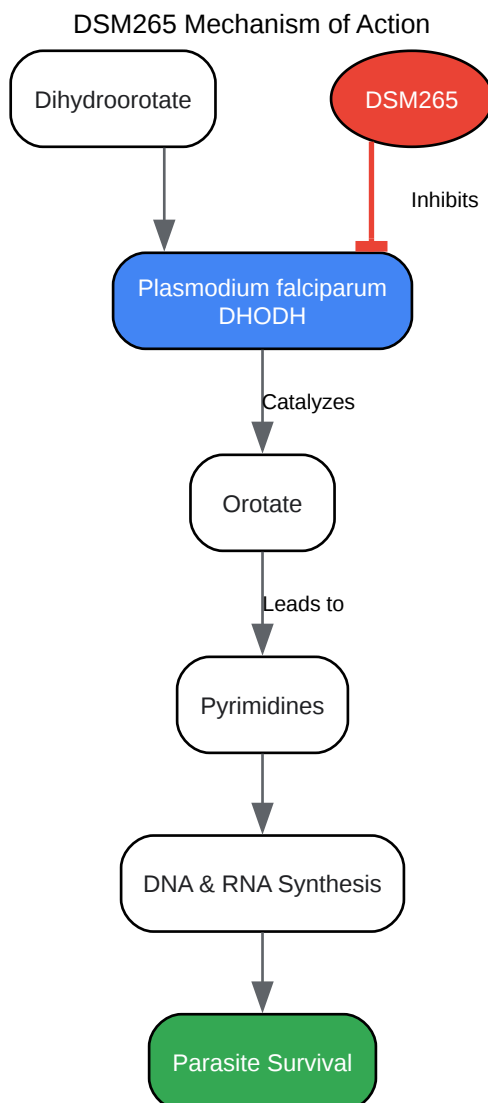 DSM265 Mechanism of Action
Dihydroorotate
DSM265
Inhibits
Plasmodium falciparum
DHODH
Catalyzes
Orotate
Leads to
Pyrimidines
DNA & RNA Synthesis
Parasite Survival